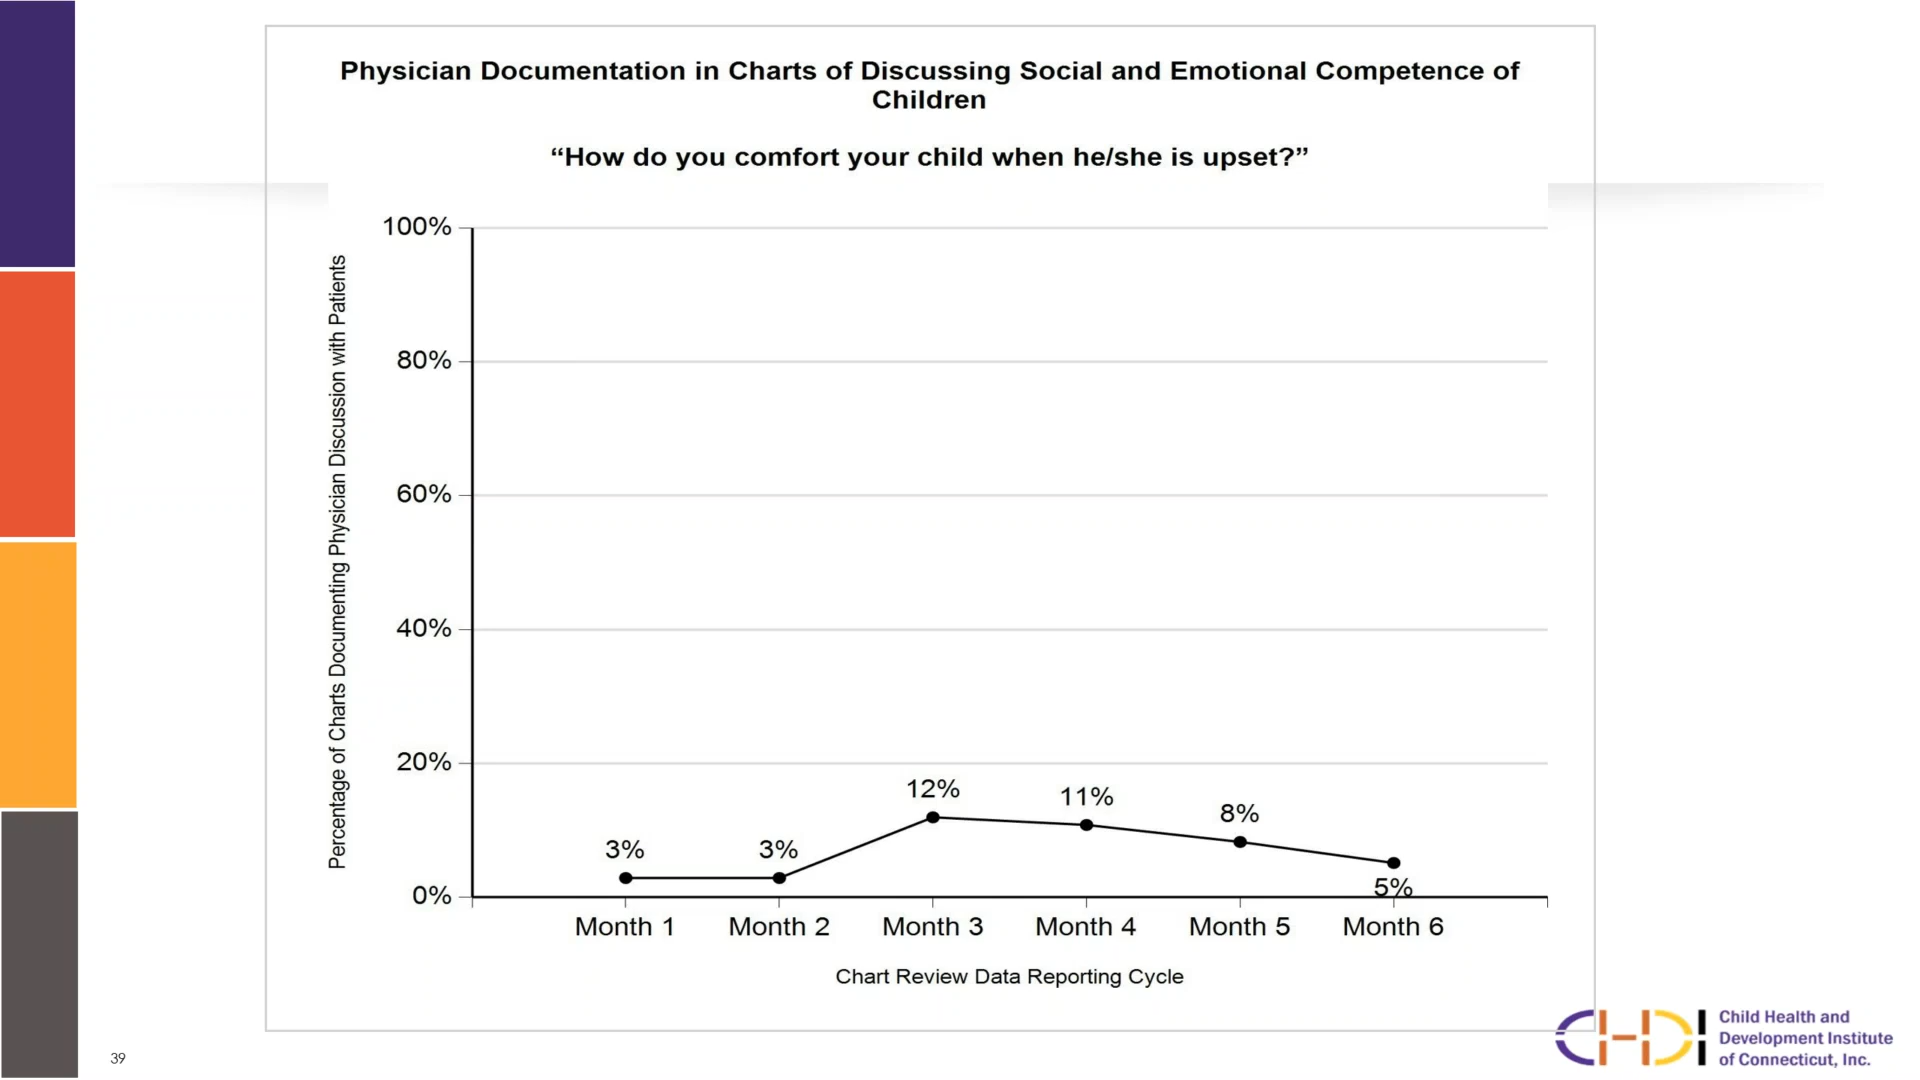 Physician Documentation in Charts of Discussing Social and Emotional Competence of
Children
“How do you comfort your child when he/she is upset?”
Percentage of Charts Documenting Physician Discussion with Patients
100%
80%
60%
40%
20%
0%
3%
3%
12%
11%
8%
5%
Month 1
Month 2
Month 3
Month 4
Month 5
Month 6
Chart Review Data Reporting Cycle
39
CHDI
Child Health and
Development Institute
of Connecticut, Inc.